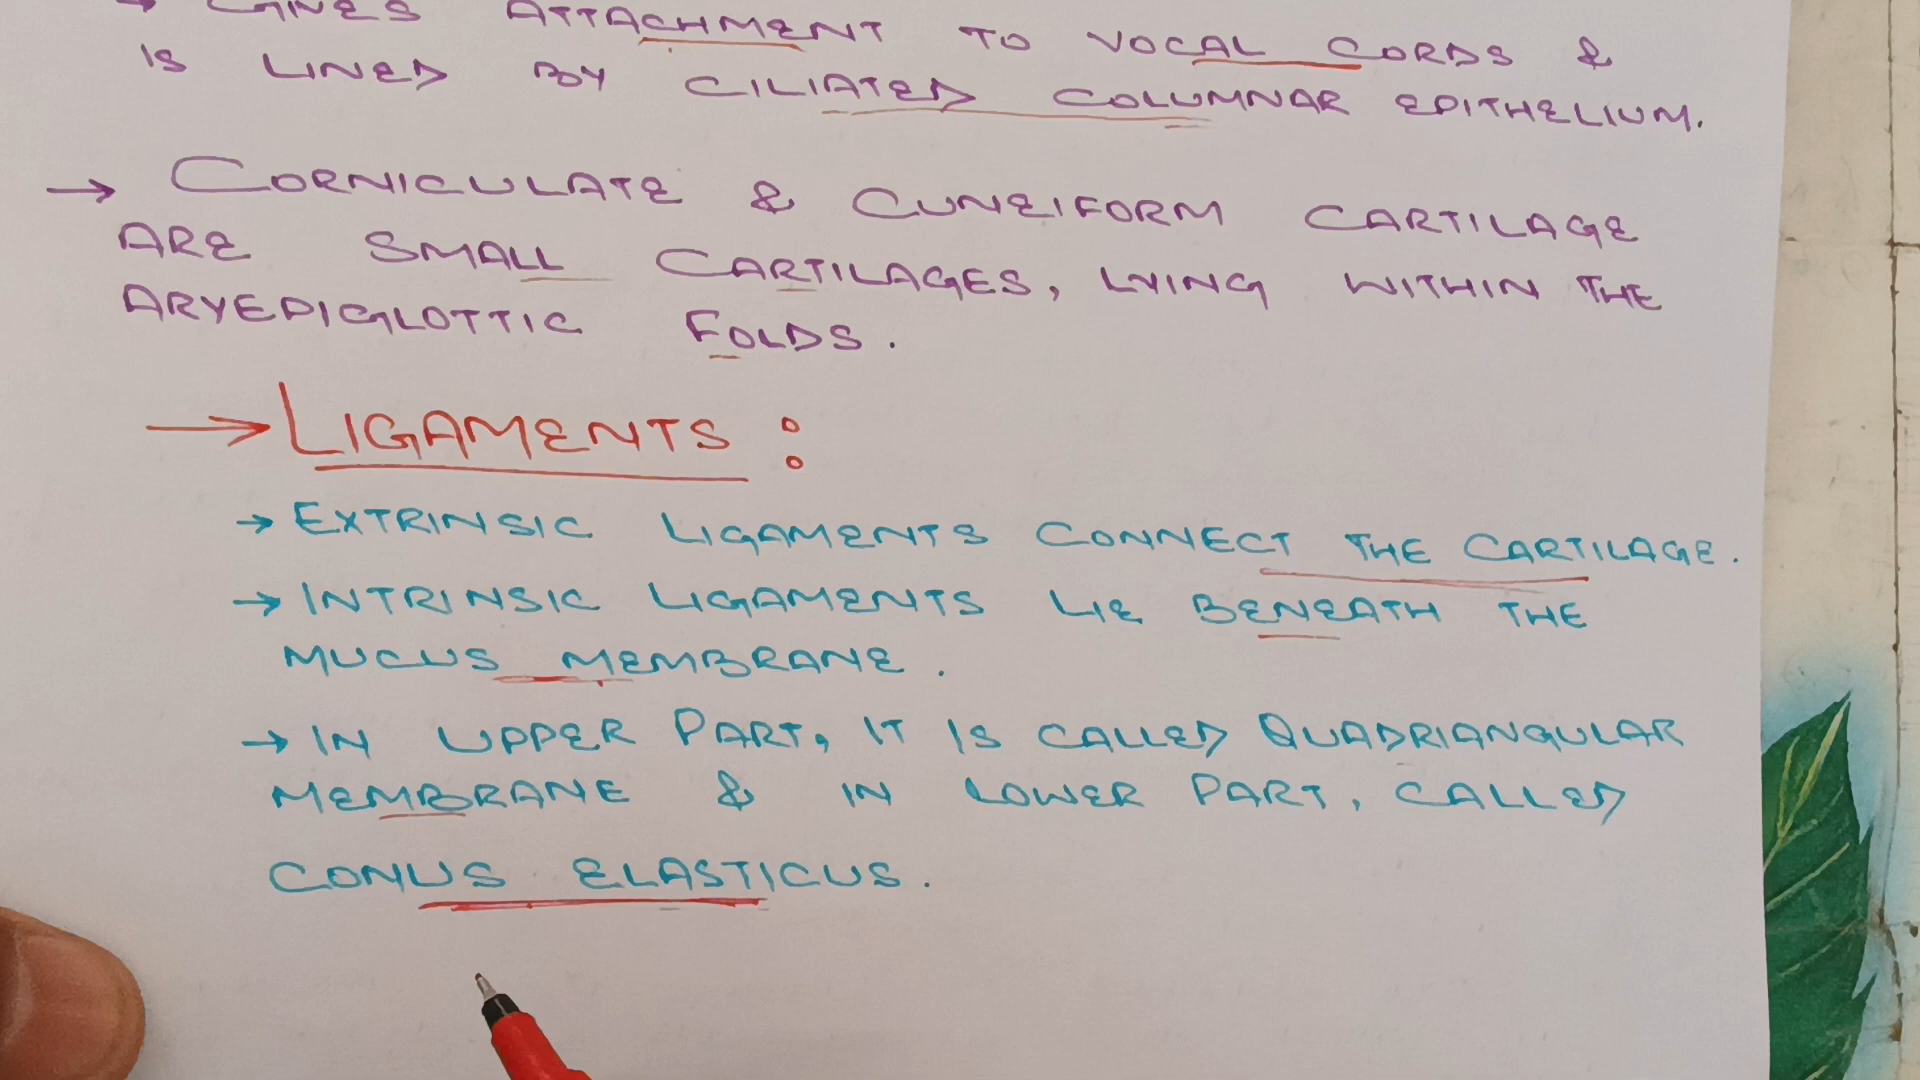 → GIVES ATTACHMENT TO VOCAL CORDS &
IS LINED BY CILIATED COLUMNAR EPITHELIUM.
→ CORNICULATE & CUNEIFORM CARTILAGE
ARE SMALL CARTILAGES, LYING WITHIN THE
ARYEPIGLOTTIC FOLDS.
→ LIGAMENTS :
→ EXTRINSIC LIGAMENTS CONNECT THE CARTILAGE.
→ INTRINSIC LIGAMENTS LIE BENEATH THE
MUCUS MEMBRANE.
→ IN UPPER PART, IT IS CALLED QUADRIANGULAR
MEMBRANE & IN LOWER PART, CALLED
CONUS ELASTICUS.